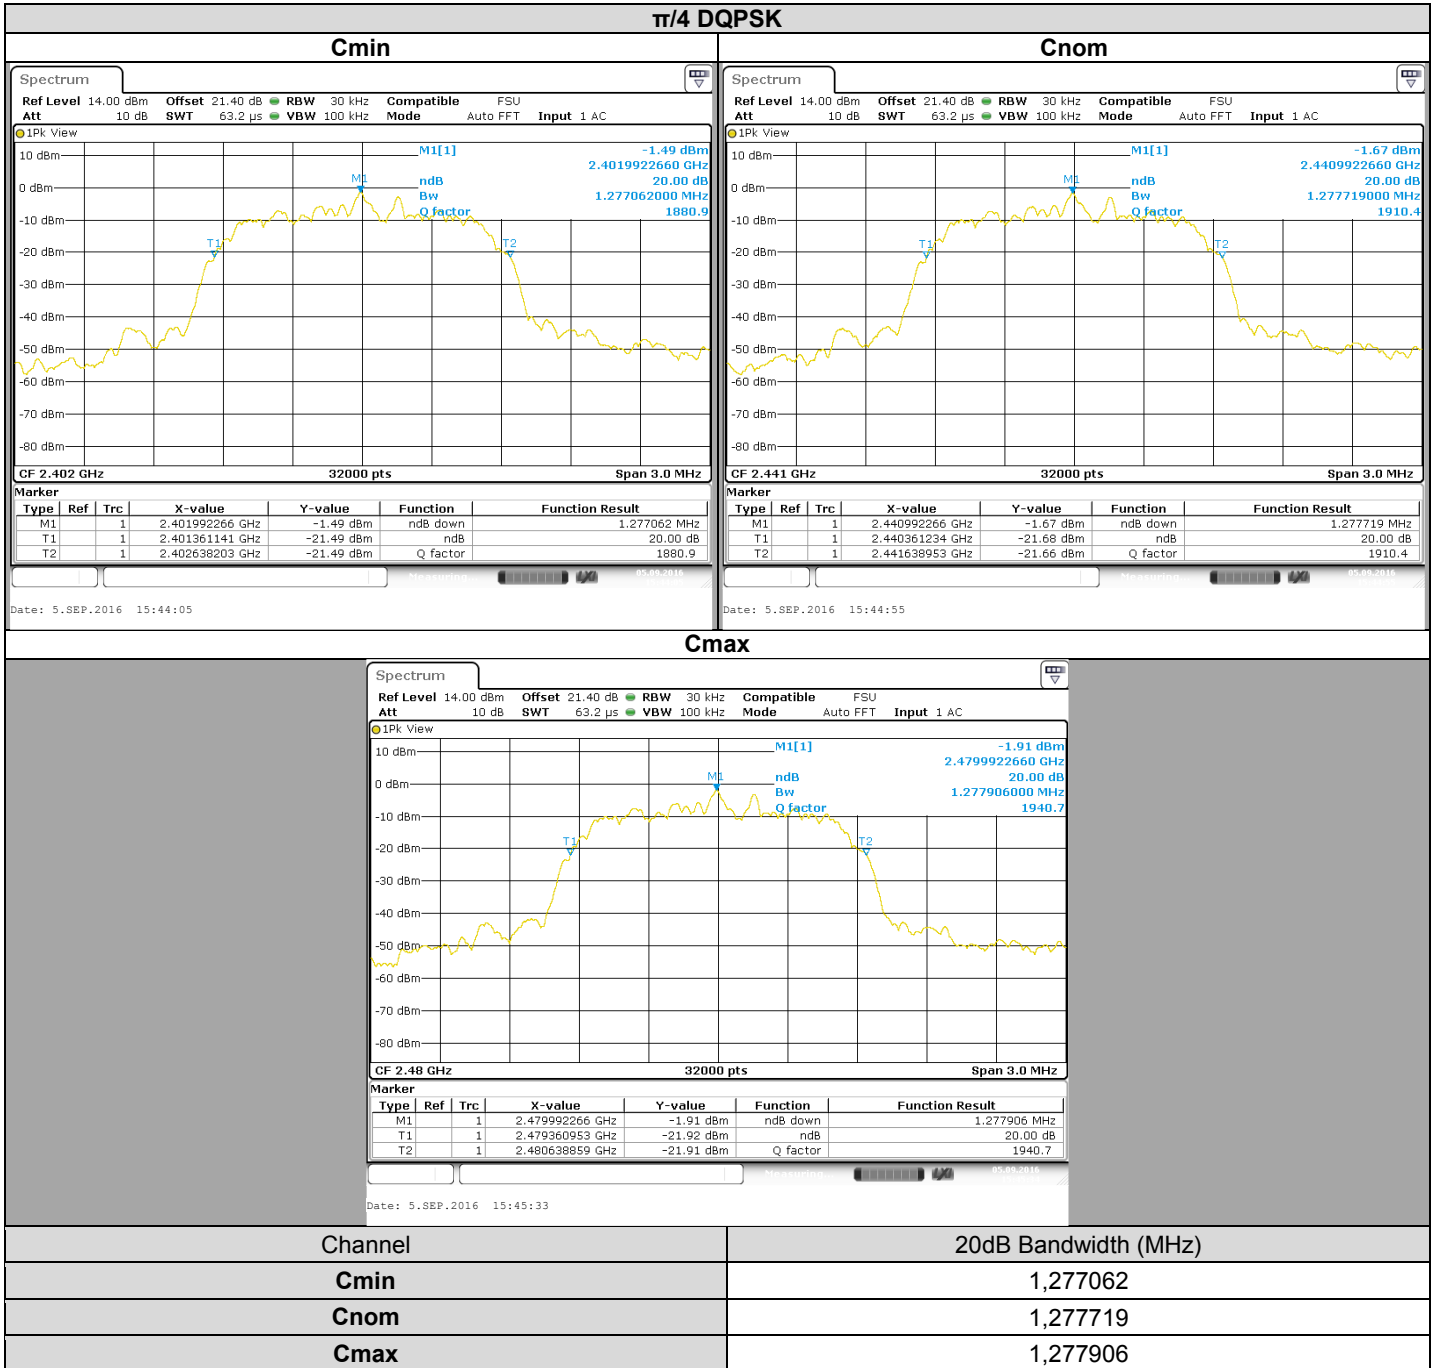 π/4 DQPSK
Cmin
Cnom
Spectrum
Ref Level 14.00 dBm Offset 21.40 dB RBW 30 kHz Compatible FSU
Att 10 dB SWT 63.2 µs VBW 100 kHz Mode Auto FFT Input 1 AC
1Pk View
M1[1] -1.49 dBm
2.4019922660 GHz
ndB 20.00 dB
Bw 1.277062000 MHz
Q factor 1880.9
10 dBm
0 dBm
-10 dBm
-20 dBm
-30 dBm
-40 dBm
-50 dBm
-60 dBm
-70 dBm
-80 dBm
M1
T1
T2
CF 2.402 GHz 32000 pts Span 3.0 MHz
Marker
Type Ref Trc X-value Y-value Function Function Result
M1 1 2.401992266 GHz -1.49 dBm ndB down 1.277062 MHz
T1 1 2.401361141 GHz -21.49 dBm ndB 20.00 dB
T2 1 2.402638203 GHz -21.49 dBm Q factor 1880.9
Measuring... 05.09.2016
Date: 5.SEP.2016 15:44:05
Spectrum
Ref Level 14.00 dBm Offset 21.40 dB RBW 30 kHz Compatible FSU
Att 10 dB SWT 63.2 µs VBW 100 kHz Mode Auto FFT Input 1 AC
1Pk View
M1[1] -1.67 dBm
2.4409922660 GHz
ndB 20.00 dB
Bw 1.277719000 MHz
Q factor 1910.4
10 dBm
0 dBm
-10 dBm
-20 dBm
-30 dBm
-40 dBm
-50 dBm
-60 dBm
-70 dBm
-80 dBm
M1
T1
T2
CF 2.441 GHz 32000 pts Span 3.0 MHz
Marker
Type Ref Trc X-value Y-value Function Function Result
M1 1 2.440992266 GHz -1.67 dBm ndB down 1.277719 MHz
T1 1 2.440361234 GHz -21.68 dBm ndB 20.00 dB
T2 1 2.441638953 GHz -21.66 dBm Q factor 1910.4
Measuring... 05.09.2016
Date: 5.SEP.2016 15:44:55
Cmax
Spectrum
Ref Level 14.00 dBm Offset 21.40 dB RBW 30 kHz Compatible FSU
Att 10 dB SWT 63.2 µs VBW 100 kHz Mode Auto FFT Input 1 AC
1Pk View
M1[1] -1.91 dBm
2.4799922660 GHz
ndB 20.00 dB
Bw 1.277906000 MHz
Q factor 1940.7
10 dBm
0 dBm
-10 dBm
-20 dBm
-30 dBm
-40 dBm
-50 dBm
-60 dBm
-70 dBm
-80 dBm
M1
T1
T2
CF 2.48 GHz 32000 pts Span 3.0 MHz
Marker
Type Ref Trc X-value Y-value Function Function Result
M1 1 2.479992266 GHz -1.91 dBm ndB down 1.277906 MHz
T1 1 2.479360953 GHz -21.92 dBm ndB 20.00 dB
T2 1 2.480638859 GHz -21.91 dBm Q factor 1940.7
Measuring... 05.09.2016
Date: 5.SEP.2016 15:45:33
Channel 20dB Bandwidth (MHz)
Cmin 1,277062
Cnom 1,277719
Cmax 1,277906